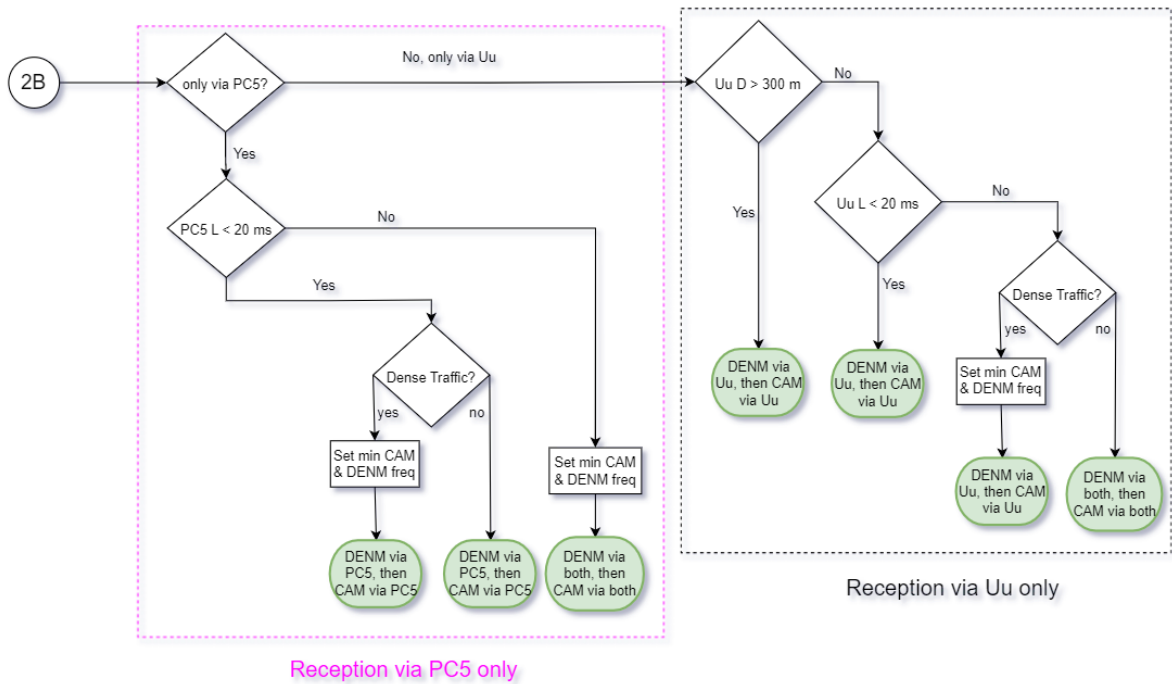 2B
only via PC5?
No, only via Uu
Yes
PC5 L < 20 ms
No
Yes
Dense Traffic?
yes
no
Set min CAM
& DENM freq
Set min CAM
& DENM freq
DENM via
PC5, then
CAM via PC5
DENM via
PC5, then
CAM via PC5
DENM via
both, then
CAM via both
Reception via PC5 only
Uu D > 300 m
No
Yes
Uu L < 20 ms
No
Yes
Dense Traffic?
yes
no
DENM via
Uu, then CAM
via Uu
DENM via
Uu, then CAM
via Uu
Set min CAM
& DENM freq
DENM via
Uu, then CAM
via Uu
DENM via
both, then
CAM via both
Reception via Uu only